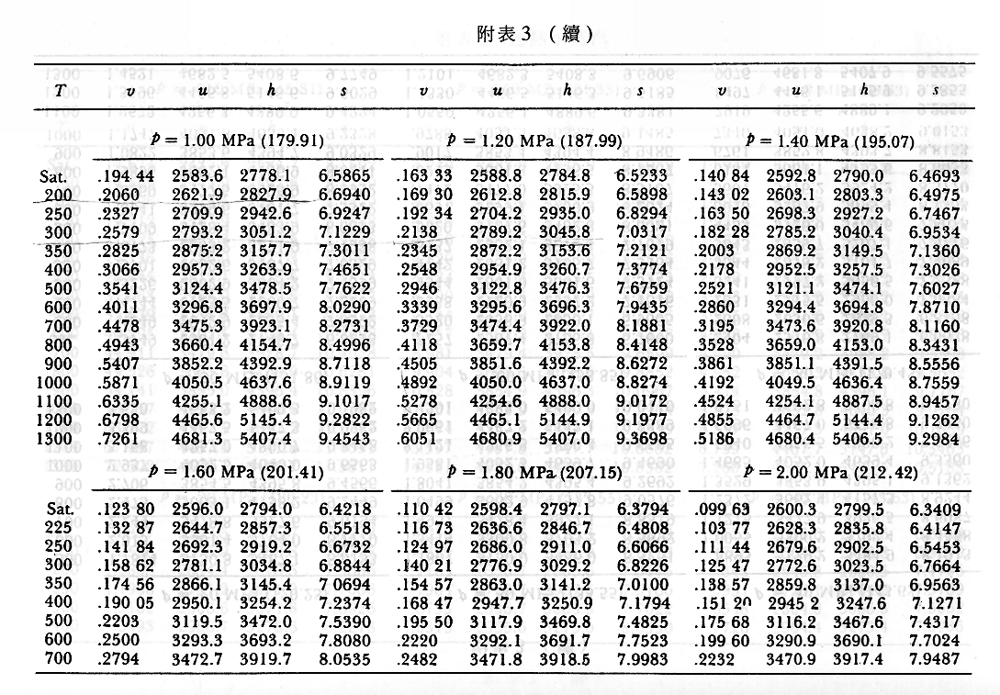 附表3 （續）
T v u h s v u h s v u h s
p = 1.00 MPa (179.91) p = 1.20 MPa (187.99) p = 1.40 MPa (195.07)
Sat. .194 44 2583.6 2778.1 6.5865 .163 33 2588.8 2784.8 6.5233 .140 84 2592.8 2790.0 6.4693
200 .2060 2621.9 2827.9 6.6940 .169 30 2612.8 2815.9 6.5898 .143 02 2603.1 2803.3 6.4975
250 .2327 2709.9 2942.6 6.9247 .192 34 2704.2 2935.0 6.8294 .163 50 2698.3 2927.2 6.7467
300 .2579 2793.2 3051.2 7.1229 .2138 2789.2 3045.8 7.0317 .182 28 2785.2 3040.4 6.9534
350 .2825 2875.2 3157.7 7.3011 .2345 2872.2 3153.6 7.2121 .2003 2869.2 3149.5 7.1360
400 .3066 2957.3 3263.9 7.4651 .2548 2954.9 3260.7 7.3774 .2178 2952.5 3257.5 7.3026
500 .3541 3124.4 3478.5 7.7622 .2946 3122.8 3476.3 7.6759 .2521 3121.1 3474.1 7.6027
600 .4011 3296.8 3697.9 8.0290 .3339 3295.6 3696.3 7.9435 .2860 3294.4 3694.8 7.8710
700 .4478 3475.3 3923.1 8.2731 .3729 3474.4 3922.0 8.1881 .3195 3473.6 3920.8 8.1160
800 .4943 3660.4 4154.7 8.4996 .4118 3659.7 4153.8 8.4148 .3528 3659.0 4153.0 8.3431
900 .5407 3852.2 4392.9 8.7118 .4505 3851.6 4392.2 8.6272 .3861 3851.1 4391.5 8.5556
1000 .5871 4050.5 4637.6 8.9119 .4892 4050.0 4637.0 8.8274 .4192 4049.5 4636.4 8.7559
1100 .6335 4255.1 4888.6 9.1017 .5278 4254.6 4888.0 9.0172 .4524 4254.1 4887.5 8.9457
1200 .6798 4465.6 5145.4 9.2822 .5665 4465.1 5144.9 9.1977 .4855 4464.7 5144.4 9.1262
1300 .7261 4681.3 5407.4 9.4543 .6051 4680.9 5407.0 9.3698 .5186 4680.4 5406.5 9.2984
p = 1.60 MPa (201.41) p = 1.80 MPa (207.15) p = 2.00 MPa (212.42)
Sat. .123 80 2596.0 2794.0 6.4218 .110 42 2598.4 2797.1 6.3794 .099 63 2600.3 2799.5 6.3409
225 .132 87 2644.7 2857.3 6.5518 .116 73 2636.6 2846.7 6.4808 .103 77 2628.3 2835.8 6.4147
250 .141 84 2692.3 2919.2 6.6732 .124 97 2686.0 2911.0 6.6066 .111 44 2679.6 2902.5 6.5453
300 .158 62 2781.1 3034.8 6.8844 .140 21 2776.9 3029.2 6.8226 .125 47 2772.6 3023.5 6.7664
350 .174 56 2866.1 3145.4 7 0694 .154 57 2863.0 3141.2 7.0100 .138 57 2859.8 3137.0 6.9563
400 .190 05 2950.1 3254.2 7.2374 .168 47 2947.7 3250.9 7.1794 .151 20 2945 2 3247.6 7.1271
500 .2203 3119.5 3472.0 7.5390 .195 50 3117.9 3469.8 7.4825 .175 68 3116.2 3467.6 7.4317
600 .2500 3293.3 3693.2 7.8080 .2220 3292.1 3691.7 7.7523 .199 60 3290.9 3690.1 7.7024
700 .2794 3472.7 3919.7 8.0535 .2482 3471.8 3918.5 7.9983 .2232 3470.9 3917.4 7.9487